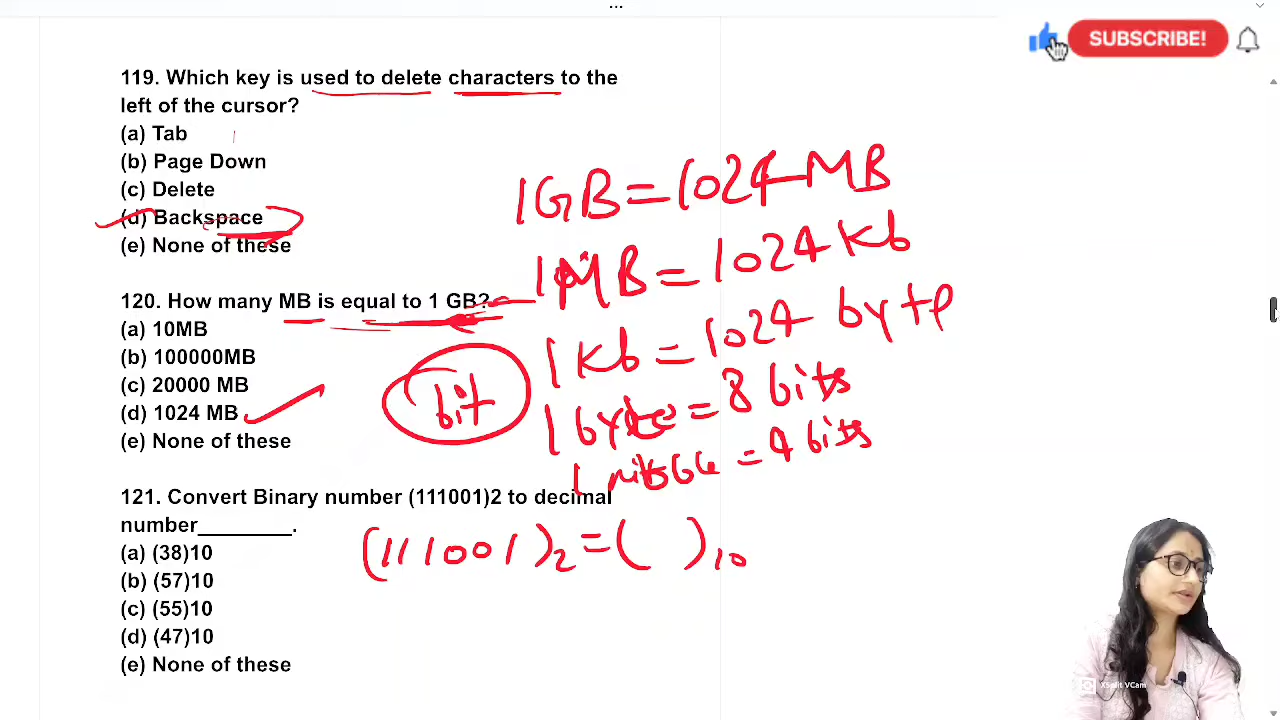 ...
SUBSCRIBE!
119. Which key is used to delete characters to the
left of the cursor?
(a) Tab
(b) Page Down
(c) Delete
(d) Backspace
(e) None of these
1GB=1024 MB
1MB=1024 Kb
1 Kb=1024 byte
1 byte=8 bits
1 nibble=4 bits
120. How many MB is equal to 1 GB?
(a) 10MB
(b) 100000MB
(c) 20000 MB
(d) 1024 MB
(e) None of these
bit
121. Convert Binary number (111001)2 to decimal
number________.
(111001)2=( )10
(a) (38)10
(b) (57)10
(c) (55)10
(d) (47)10
(e) None of these
XSplit VCam